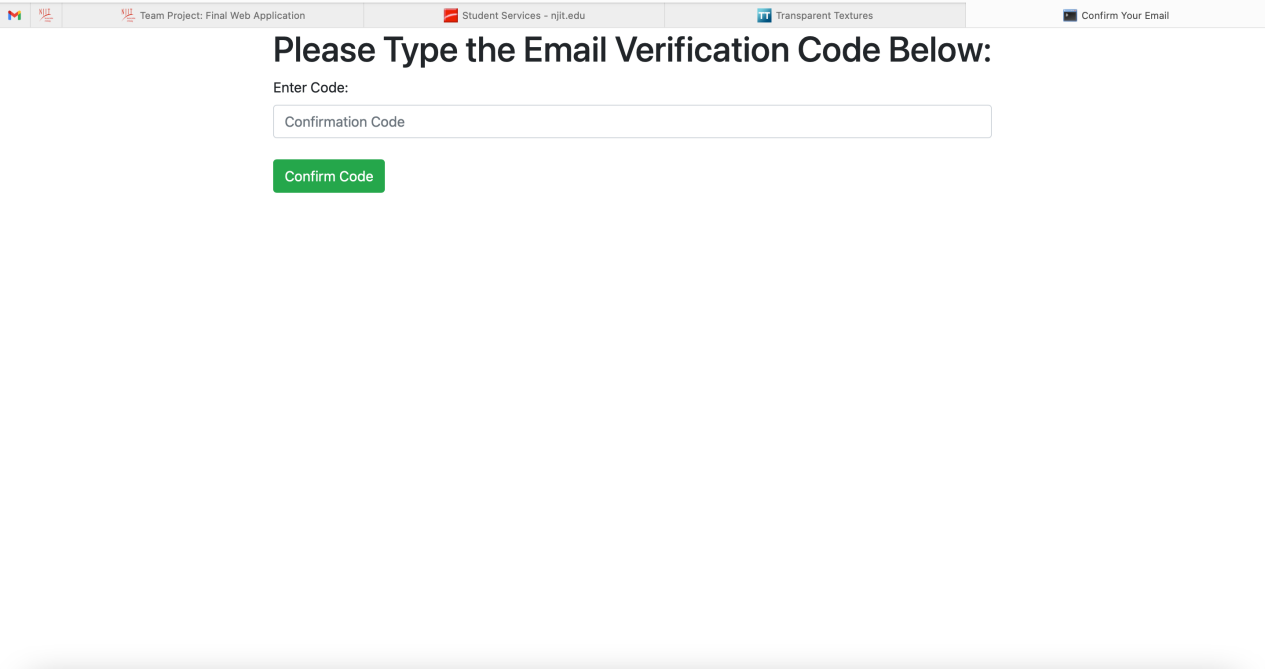 Team Project: Final Web Application
Student Services - njit.edu
TT Transparent Textures
Confirm Your Email
Please Type the Email Verification Code Below:
Enter Code:
Confirmation Code
Confirm Code